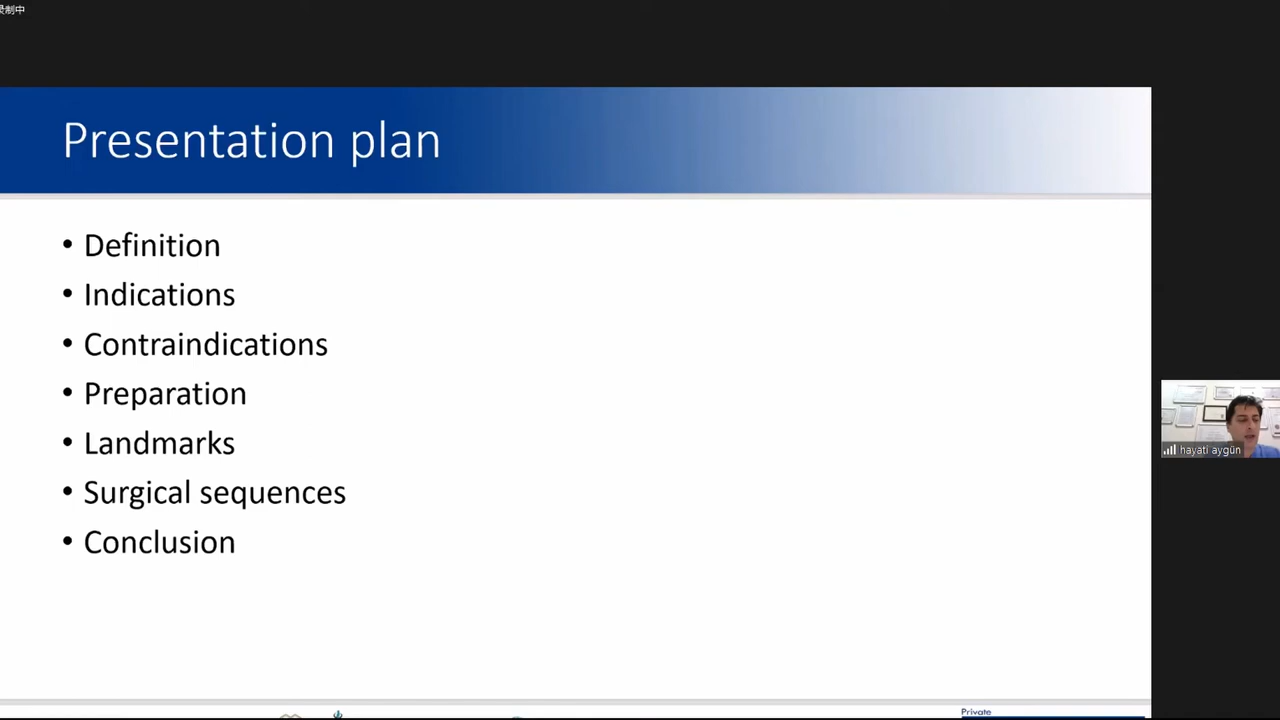 录制中
Presentation plan
• Definition
• Indications
• Contraindications
• Preparation
• Landmarks
• Surgical sequences
• Conclusion
hayati aygün
Private